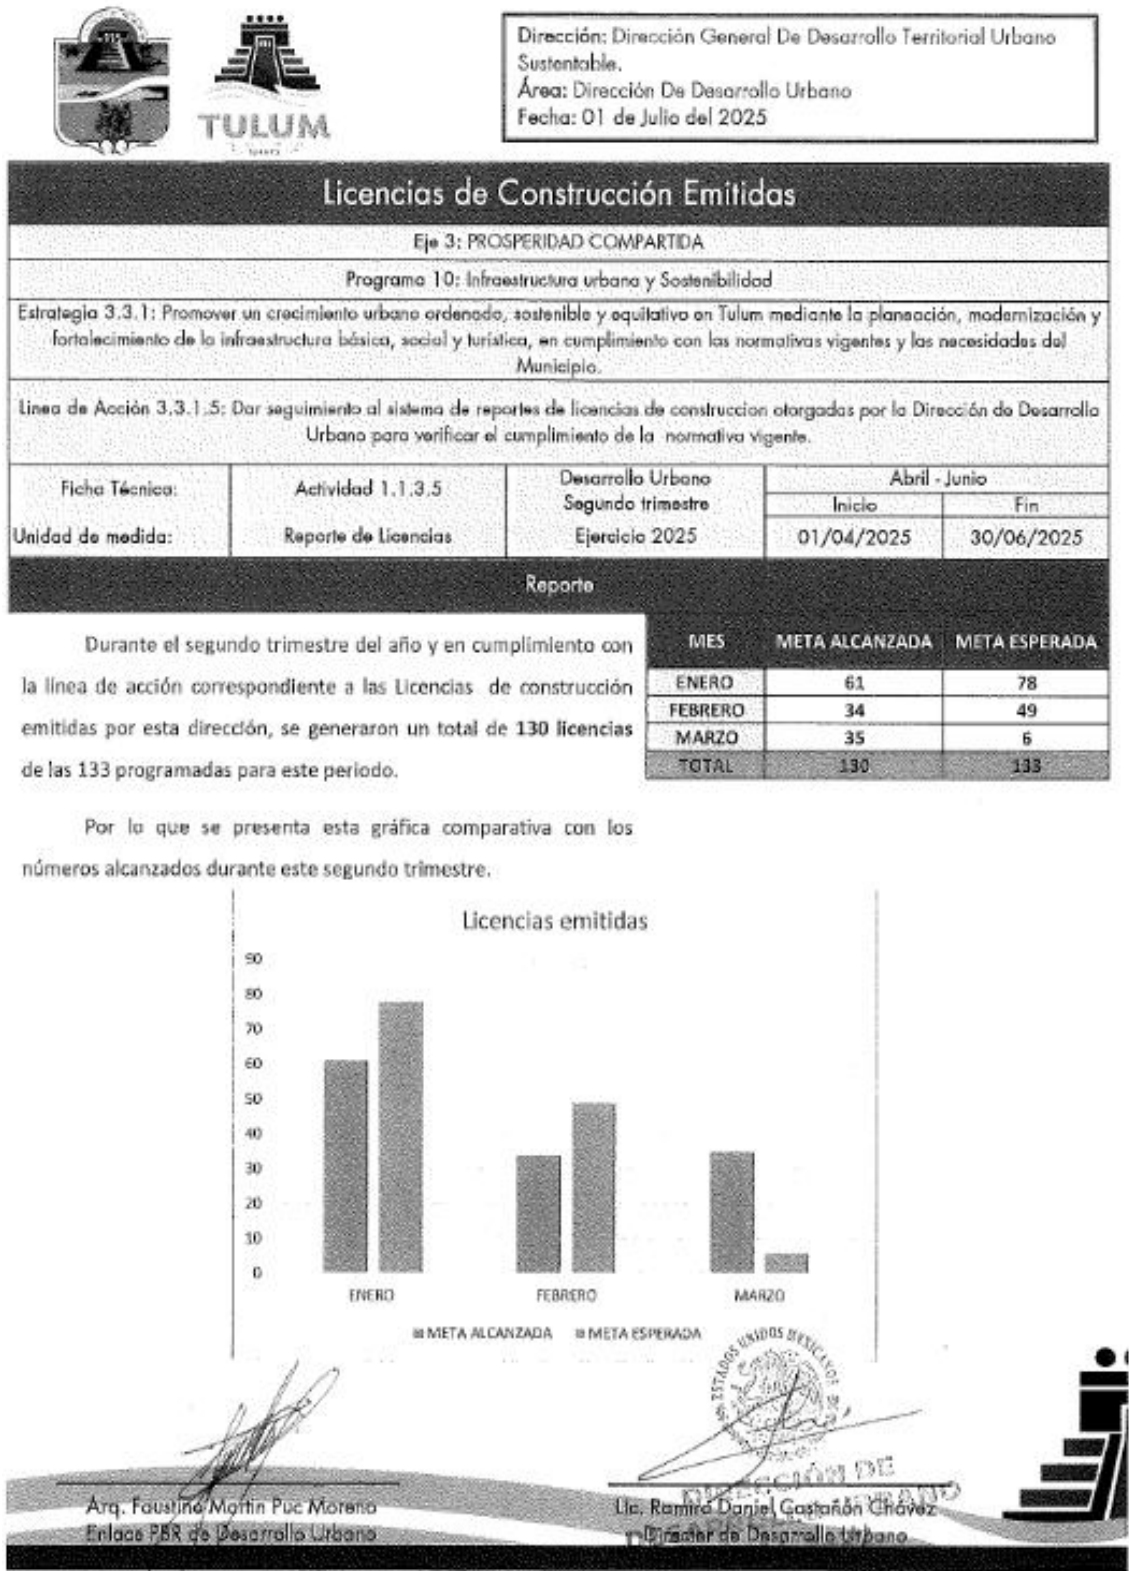 TULUM
Dirección: Dirección General De Desarrollo Territorial Urbano
Sustentable.
Área: Dirección De Desarrollo Urbano
Fecha: 01 de Julio del 2025
Licencias de Construcción Emitidas
Eje 3: PROSPERIDAD COMPARTIDA
Programa 10: Infraestructura urbana y Sostenibilidad
Estrategia 3.3.1: Promover un crecimiento urbano ordenado, sostenible y equitativo en Tulum mediante la planeación, modernización y
fortalecimiento de la infraestructura básica, social y turística, en cumplimiento con las normativas vigentes y las necesidades del
Municipio.
Linea de Acción 3.3.1.5: Dar seguimiento al sistema de reportes de licencias de construccion otorgadas por la Dirección de Desarrollo
Urbano para verificar el cumplimiento de la normativa vigente.
Ficha Técnica:
Actividad 1.1.3.5
Desarrollo Urbano
Segundo trimestre
Abril - Junio
Inicio
Fin
Unidad de medida:
Reporte de Licencias
Ejercicio 2025
01/04/2025
30/06/2025
Reporte
Durante el segundo trimestre del año y en cumplimiento con
la línea de acción correspondiente a las Licencias de construcción
emitidas por esta dirección, se generaron un total de 130 licencias
de las 133 programadas para este periodo.
Por lo que se presenta esta gráfica comparativa con los
números alcanzados durante este segundo trimestre.
MES META ALCANZADA META ESPERADA
ENERO 61 78
FEBRERO 34 49
MARZO 35 6
TOTAL 130 133
Licencias emitidas
90
80
70
60
50
40
30
20
10
0
ENERO FEBRERO MARZO
META ALCANZADA META ESPERADA
ESTADOS UNIDOS MEXICANOS
DIRECCIÓN DE
Arq. Faustino Martin Puc Moreno
Enlace PBR de Desarrollo Urbano
Lic. Ramiro Daniel Castañón Chávez
Director de Desarrollo Urbano